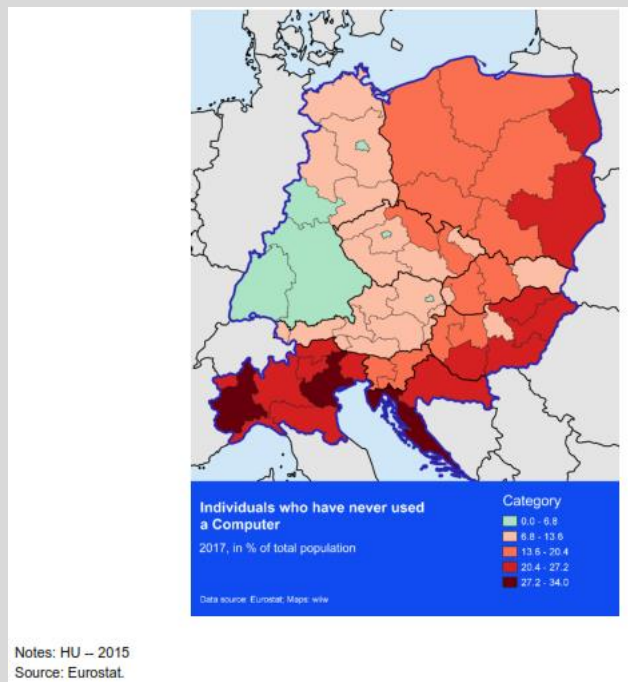 Individuals who have never used
a Computer
2017, in % of total population
Data source: Eurostat; Maps: wiiw
Category
0.0 - 6.8
6.8 - 13.6
13.6 - 20.4
20.4 - 27.2
27.2 - 34.0
Notes: HU -- 2015
Source: Eurostat.